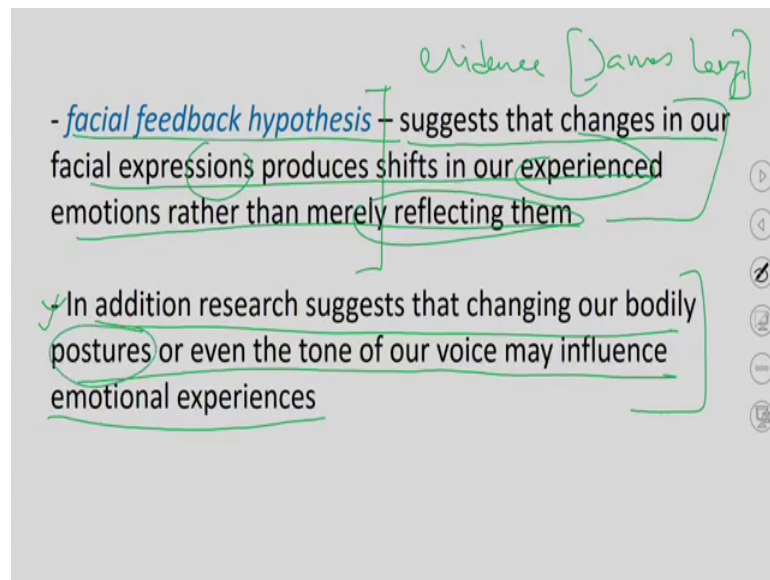 evidence [James Lang]
- facial feedback hypothesis – suggests that changes in our
facial expressions produces shifts in our experienced
emotions rather than merely reflecting them
- In addition research suggests that changing our bodily
postures or even the tone of our voice may influence
emotional experiences